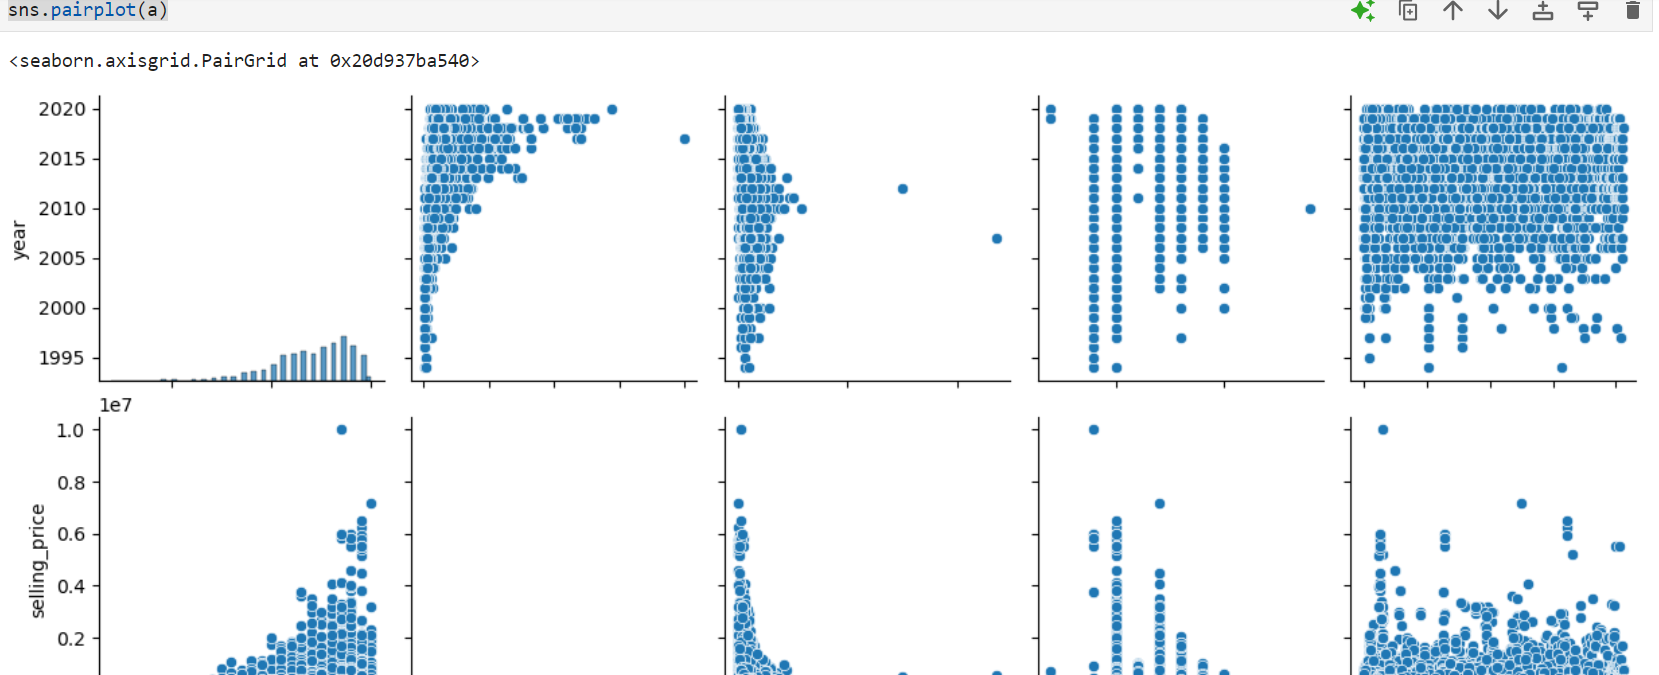 sns.pairplot(a)
<seaborn.axisgrid.PairGrid at 0x20d937ba540>
2020
2015
2010
2005
2000
1995
year
1e7
1.0
0.8
0.6
0.4
0.2
selling_price